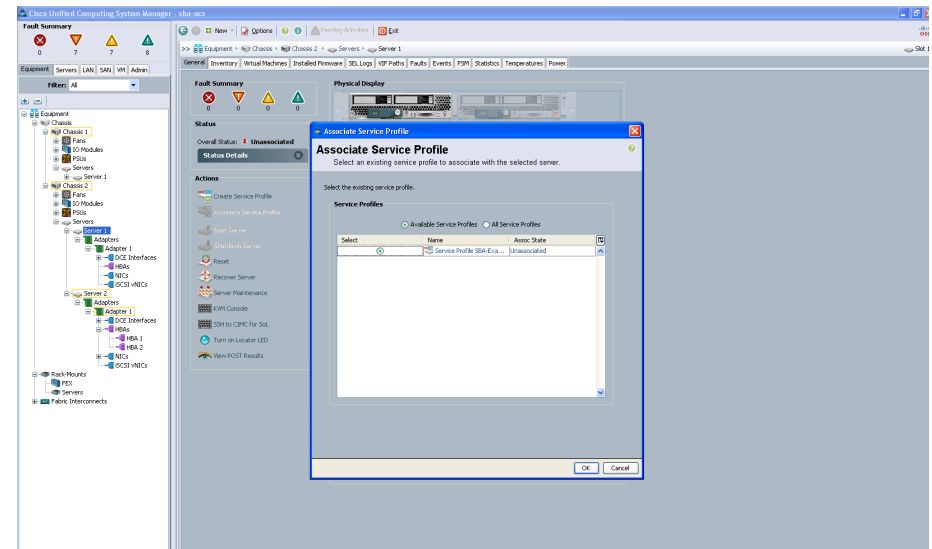 Cisco Unified Computing System Manager - sba-ucs
Fault Summary
0 7 7 8
New Options Pending Activities Exit
>> Equipment Chassis Chassis 2 Servers Server 1
Slot 1
Equipment Servers LAN SAN VM Admin
General Inventory Virtual Machines Installed Firmware SEL Logs VIF Paths Faults Events FSM Statistics Temperatures Power
Filter: All
Equipment
Chassis
Chassis 1
Fans
IO Modules
PSUs
Servers
Server 1
Chassis 2
Fans
IO Modules
PSUs
Servers
Server 1
Adapters
Adapter 1
DCE Interfaces
HBAs
NICs
iSCSI vNICs
Server 2
Adapters
Adapter 1
DCE Interfaces
HBAs
HBA 1
HBA 2
NICs
iSCSI vNICs
Rack-Mounts
FEX
Servers
Fabric Interconnects
Fault Summary
0 0 0 0
Status
Overall Status: Unassociated
Status Details
Actions
Create Service Profile
Associate Service Profile
Start Server
Shutdown Server
Reset
Recover Server
Server Maintenance
KVM Console
SSH to CIMC for SoL
Turn on Locator LED
View POST Results
Physical Display
Associate Service Profile
Associate Service Profile
Select an existing service profile to associate with the selected server.
Select the existing service profile.
Service Profiles
Available Service Profiles All Service Profiles
Select Name Assoc State
Service Profile SBA-Exa... Unassociated
OK Cancel